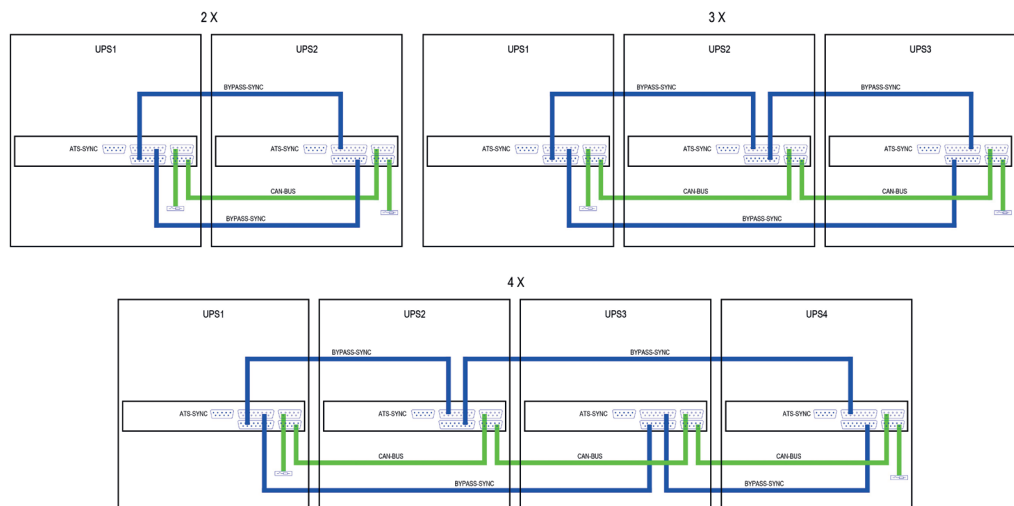 2 X
3 X
UPS1
UPS2
UPS1
UPS2
UPS3
BYPASS-SYNC
BYPASS-SYNC
BYPASS-SYNC
ATS-SYNC
ATS-SYNC
ATS-SYNC
ATS-SYNC
ATS-SYNC
CAN-BUS
CAN-BUS
CAN-BUS
BYPASS-SYNC
BYPASS-SYNC
4 X
UPS1
UPS2
UPS3
UPS4
BYPASS-SYNC
BYPASS-SYNC
ATS-SYNC
ATS-SYNC
ATS-SYNC
ATS-SYNC
CAN-BUS
CAN-BUS
CAN-BUS
BYPASS-SYNC
BYPASS-SYNC